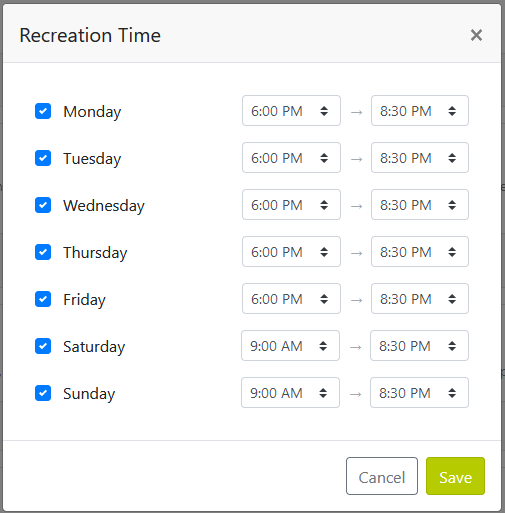 Recreation Time ×
Monday 6:00 PM → 8:30 PM
Tuesday 6:00 PM → 8:30 PM
Wednesday 6:00 PM → 8:30 PM
Thursday 6:00 PM → 8:30 PM
Friday 6:00 PM → 8:30 PM
Saturday 9:00 AM → 8:30 PM
Sunday 9:00 AM → 8:30 PM
Cancel Save